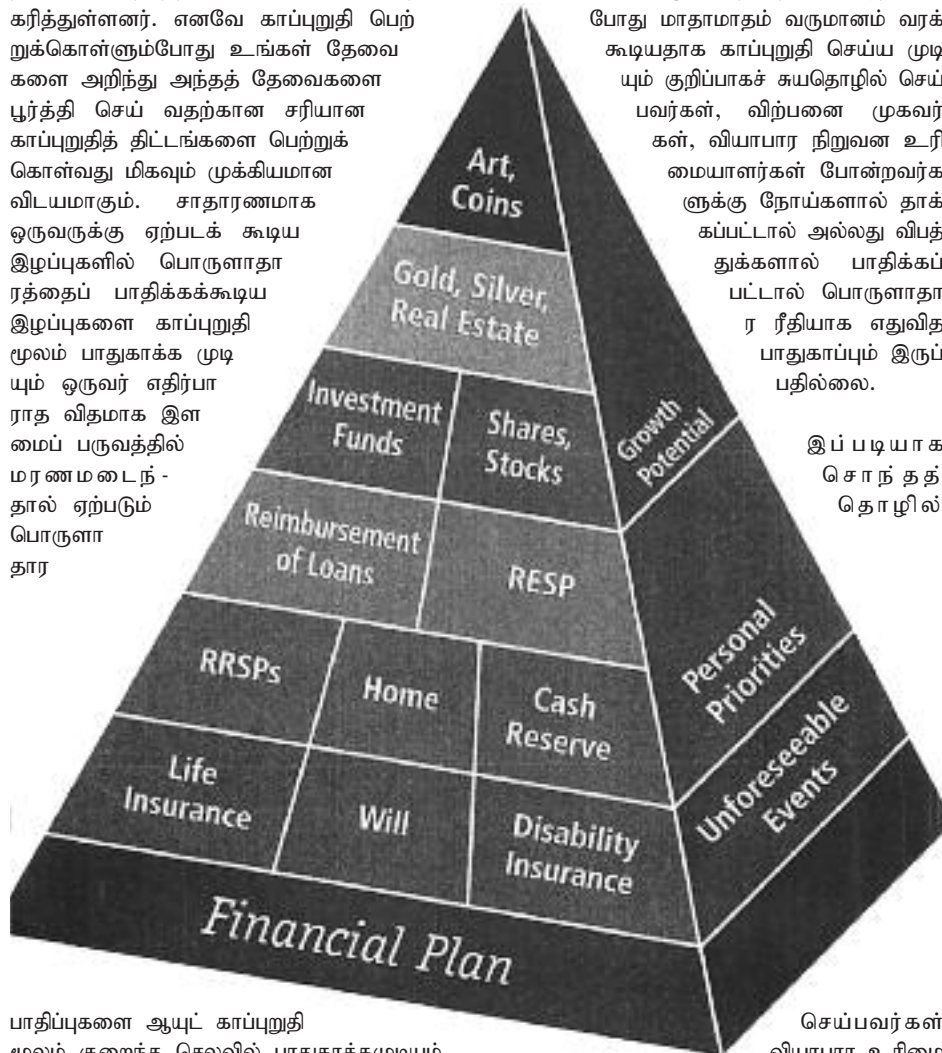 கரித்துள்ளனர். எனவே காப்புறுதி பெற்
றுக்கொள்ளும்போது உங்கள் தேவை
களை அறிந்து அந்தத் தேவைகளை
பூர்த்தி செய் வதற்கான சரியான
காப்புறுதித் திட்டங்களை பெற்றுக்
கொள்வது மிகவும் முக்கியமான
விடயமாகும். சாதாரணமாக
ஒருவருக்கு ஏற்படக் கூடிய
இழப்புகளில் பொருளாதா
ரத்தைப் பாதிக்கக்கூடிய
இழப்புகளை காப்புறுதி
மூலம் பாதுகாக்க முடி
யும் ஒருவர் எதிர்பா
ராத விதமாக இள
மைப் பருவத்தில்
மரணமடைந் -
தால் ஏற்படும்
பொருளா
தார
Art,
Coins
Gold, Silver,
Real Estate
Investment
Funds
Shares,
Stocks
Reimbursement
of Loans
RESP
RRSPs
Home
Cash
Reserve
Life
Insurance
Will
Disability
Insurance
Financial Plan
Growth
Potential
Personal
Priorities
Unforeseeable
Events
போது மாதாமாதம் வருமானம் வரக்
கூடியதாக காப்புறுதி செய்ய முடி
யும் குறிப்பாகச் சுயதொழில் செய்
பவர்கள், விற்பனை முகவர்
கள், வியாபார நிறுவன உரி
மையாளர்கள் போன்றவர்க
ளுக்கு நோய்களால் தாக்
கப்பட்டால் அல்லது விபத்
துக்களால் பாதிக்கப்
பட்டால் பொருளாதா
ர ரீதியாக எதுவித
பாதுகாப்பும் இருப்
பதில்லை.
இப்படியாக
சொந்தத்
தொழில்
பாதிப்புகளை ஆயுட் காப்புறுதி
மூலம் குறைந்த செலவில் பாதுகாக்கமுடியும்
செய்பவர்கள்
வியாபார உரிமை